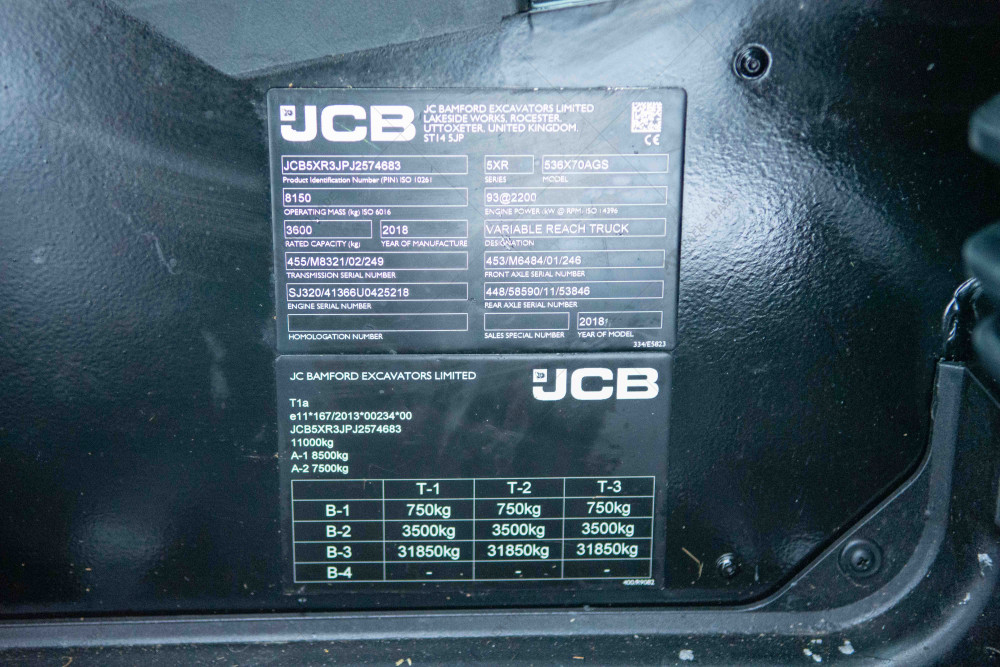 JCB
JC BAMFORD EXCAVATORS LIMITED
LAKESIDE WORKS, ROCESTER,
UTTOXETER, UNITED KINGDOM.
ST14 5JP
CE
JCB5XR3JPJ2574683 5XR 536X70AGS
Product Identification Number (PIN) ISO 10261 SERIES MODEL
8150 93@2200
OPERATING MASS (kg) ISO 6016 ENGINE POWER kW @ RPM- ISO 14396
3600 2018 VARIABLE REACH TRUCK
RATED CAPACITY (kg) YEAR OF MANUFACTURE DESIGNATION
455/M8321/02/249 453/M6484/01/246
TRANSMISSION SERIAL NUMBER FRONT AXLE SERIAL NUMBER
SJ320/41366U0425218 448/58590/11/53846
ENGINE SERIAL NUMBER REAR AXLE SERIAL NUMBER
2018
HOMOLOGATION NUMBER SALES SPECIAL NUMBER YEAR OF MODEL
334/E5823
JC BAMFORD EXCAVATORS LIMITED JCB
T1a
e11*167/2013*00234*00
JCB5XR3JPJ2574683
11000kg
A-1 8500kg
A-2 7500kg
T-1 T-2 T-3
B-1 750kg 750kg 750kg
B-2 3500kg 3500kg 3500kg
B-3 31850kg 31850kg 31850kg
B-4 - - -
400/R9082